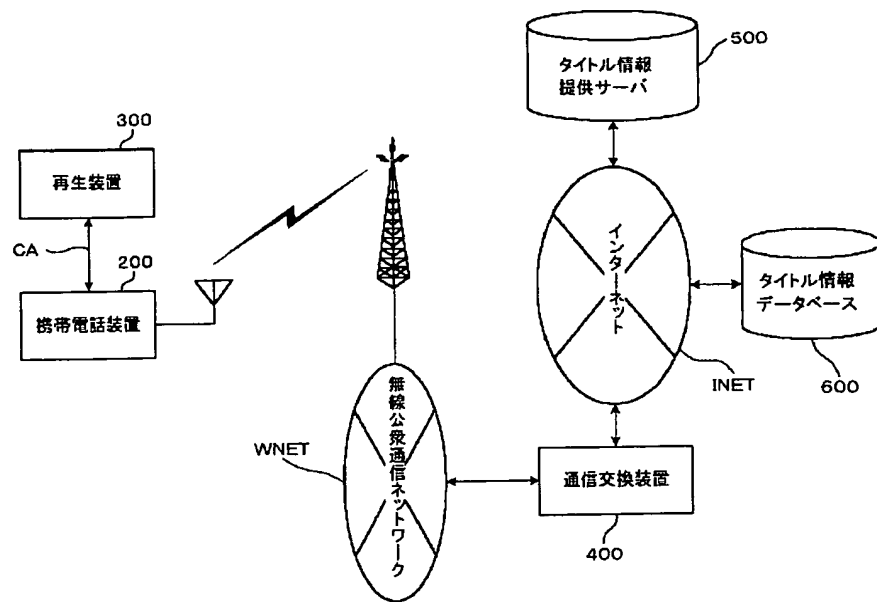 500
タイトル情報
提供サーバ
300
再生装置
CA
200
携帯電話装置
インターネット
タイトル情報
データベース
600
INET
無線公衆通信ネットワーク
WNET
通信交換装置
400